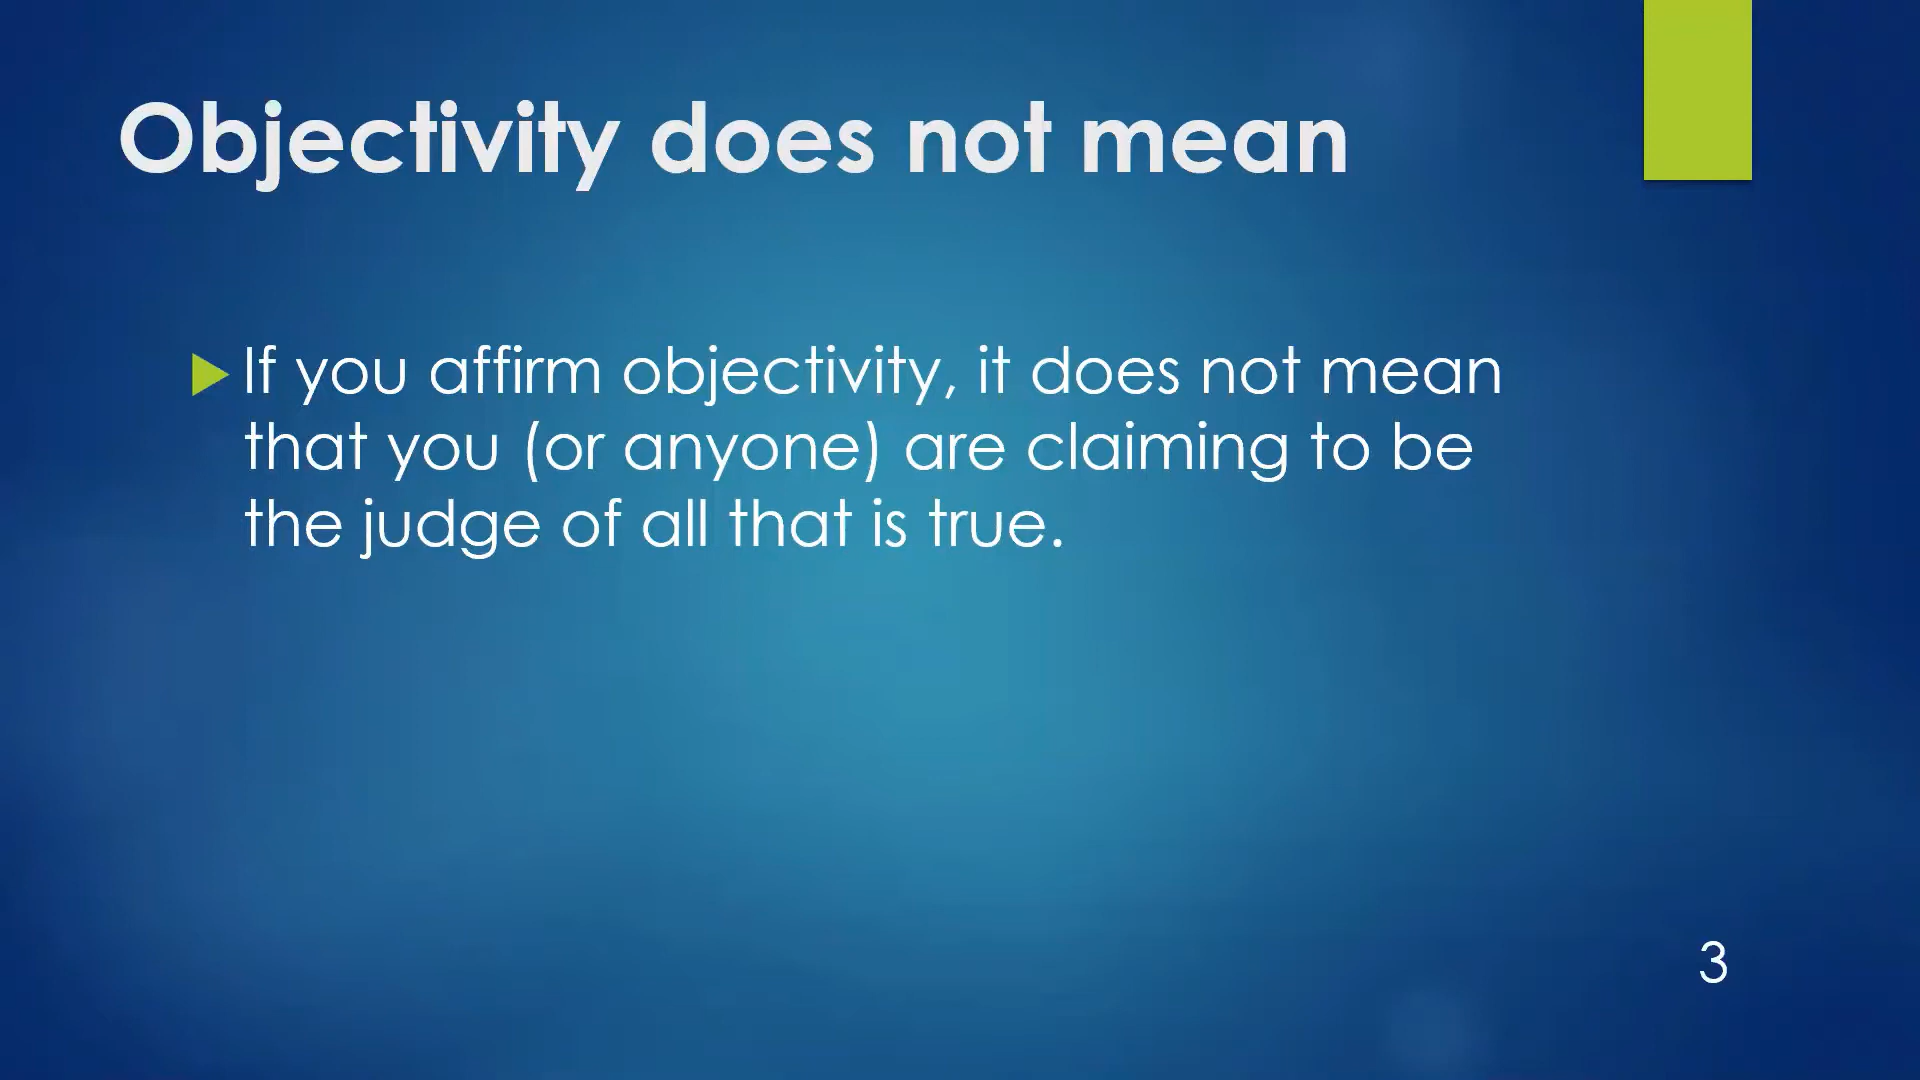 Objectivity does not mean
If you affirm objectivity, it does not mean
that you (or anyone) are claiming to be
the judge of all that is true.
3